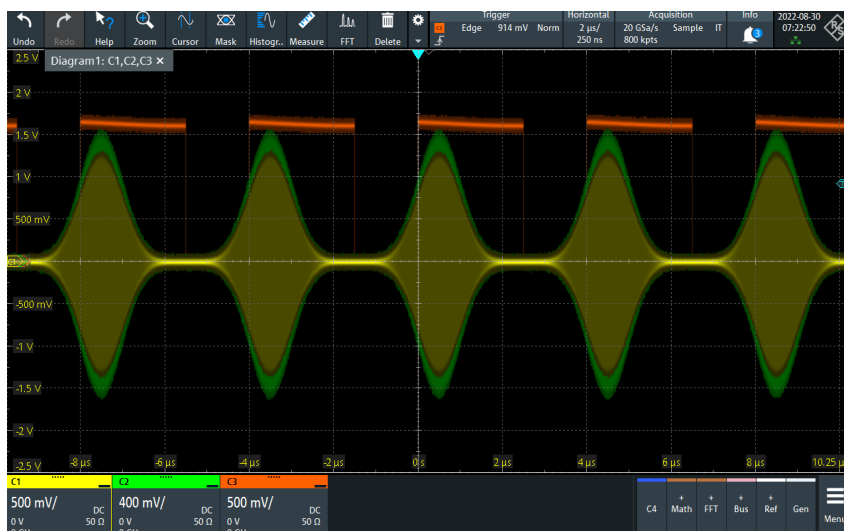 Undo Redo Help Zoom Cursor Mask Histogr.. Measure FFT Delete
Trigger Horizontal Acquisition Info
C3 Edge 914 mV Norm 2 µs/ 20 GSa/s Sample IT 3
250 ns 800 kpts
2022-08-30
07:22:50
R/S
Diagram1: C1,C2,C3 ×
2.5 V
2 V
1.5 V
1 V
500 mV
C1
-500 mV
-1 V
-1.5 V
-2 V
-2.5 V
-8 µs -6 µs -4 µs -2 µs 0 s 2 µs 4 µs 6 µs 8 µs 10.25 µ
C1 C2 C3
500 mV/ DC 400 mV/ DC 500 mV/ DC
0 V 50 Ω 0 V 50 Ω 0 V 50 Ω
C4 + Math + FFT + Bus + Ref Gen Menu